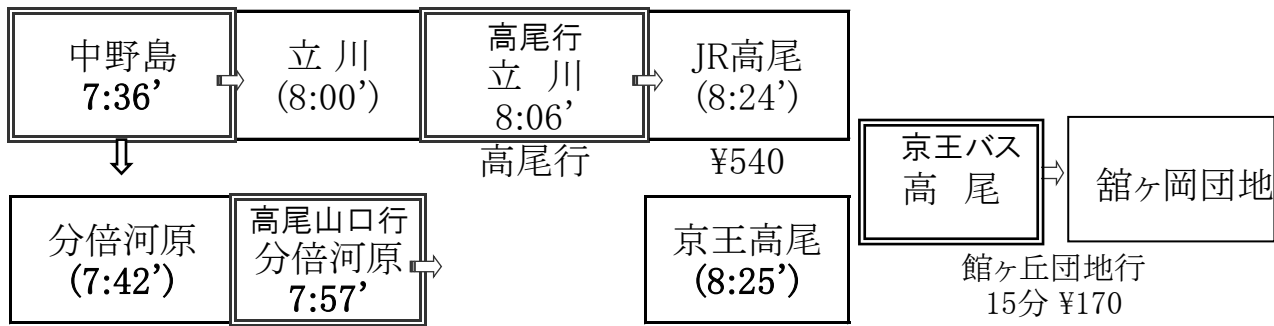 中野島
7:36’
立 川
(8:00’)
高尾行
立 川
8:06’
JR高尾
(8:24’)
高尾行
¥540
京王バス
高 尾
舘ヶ岡団地
分倍河原
(7:42’)
高尾山口行
分倍河原
7:57’
京王高尾
(8:25’)
館ヶ丘団地行
15分 ¥170